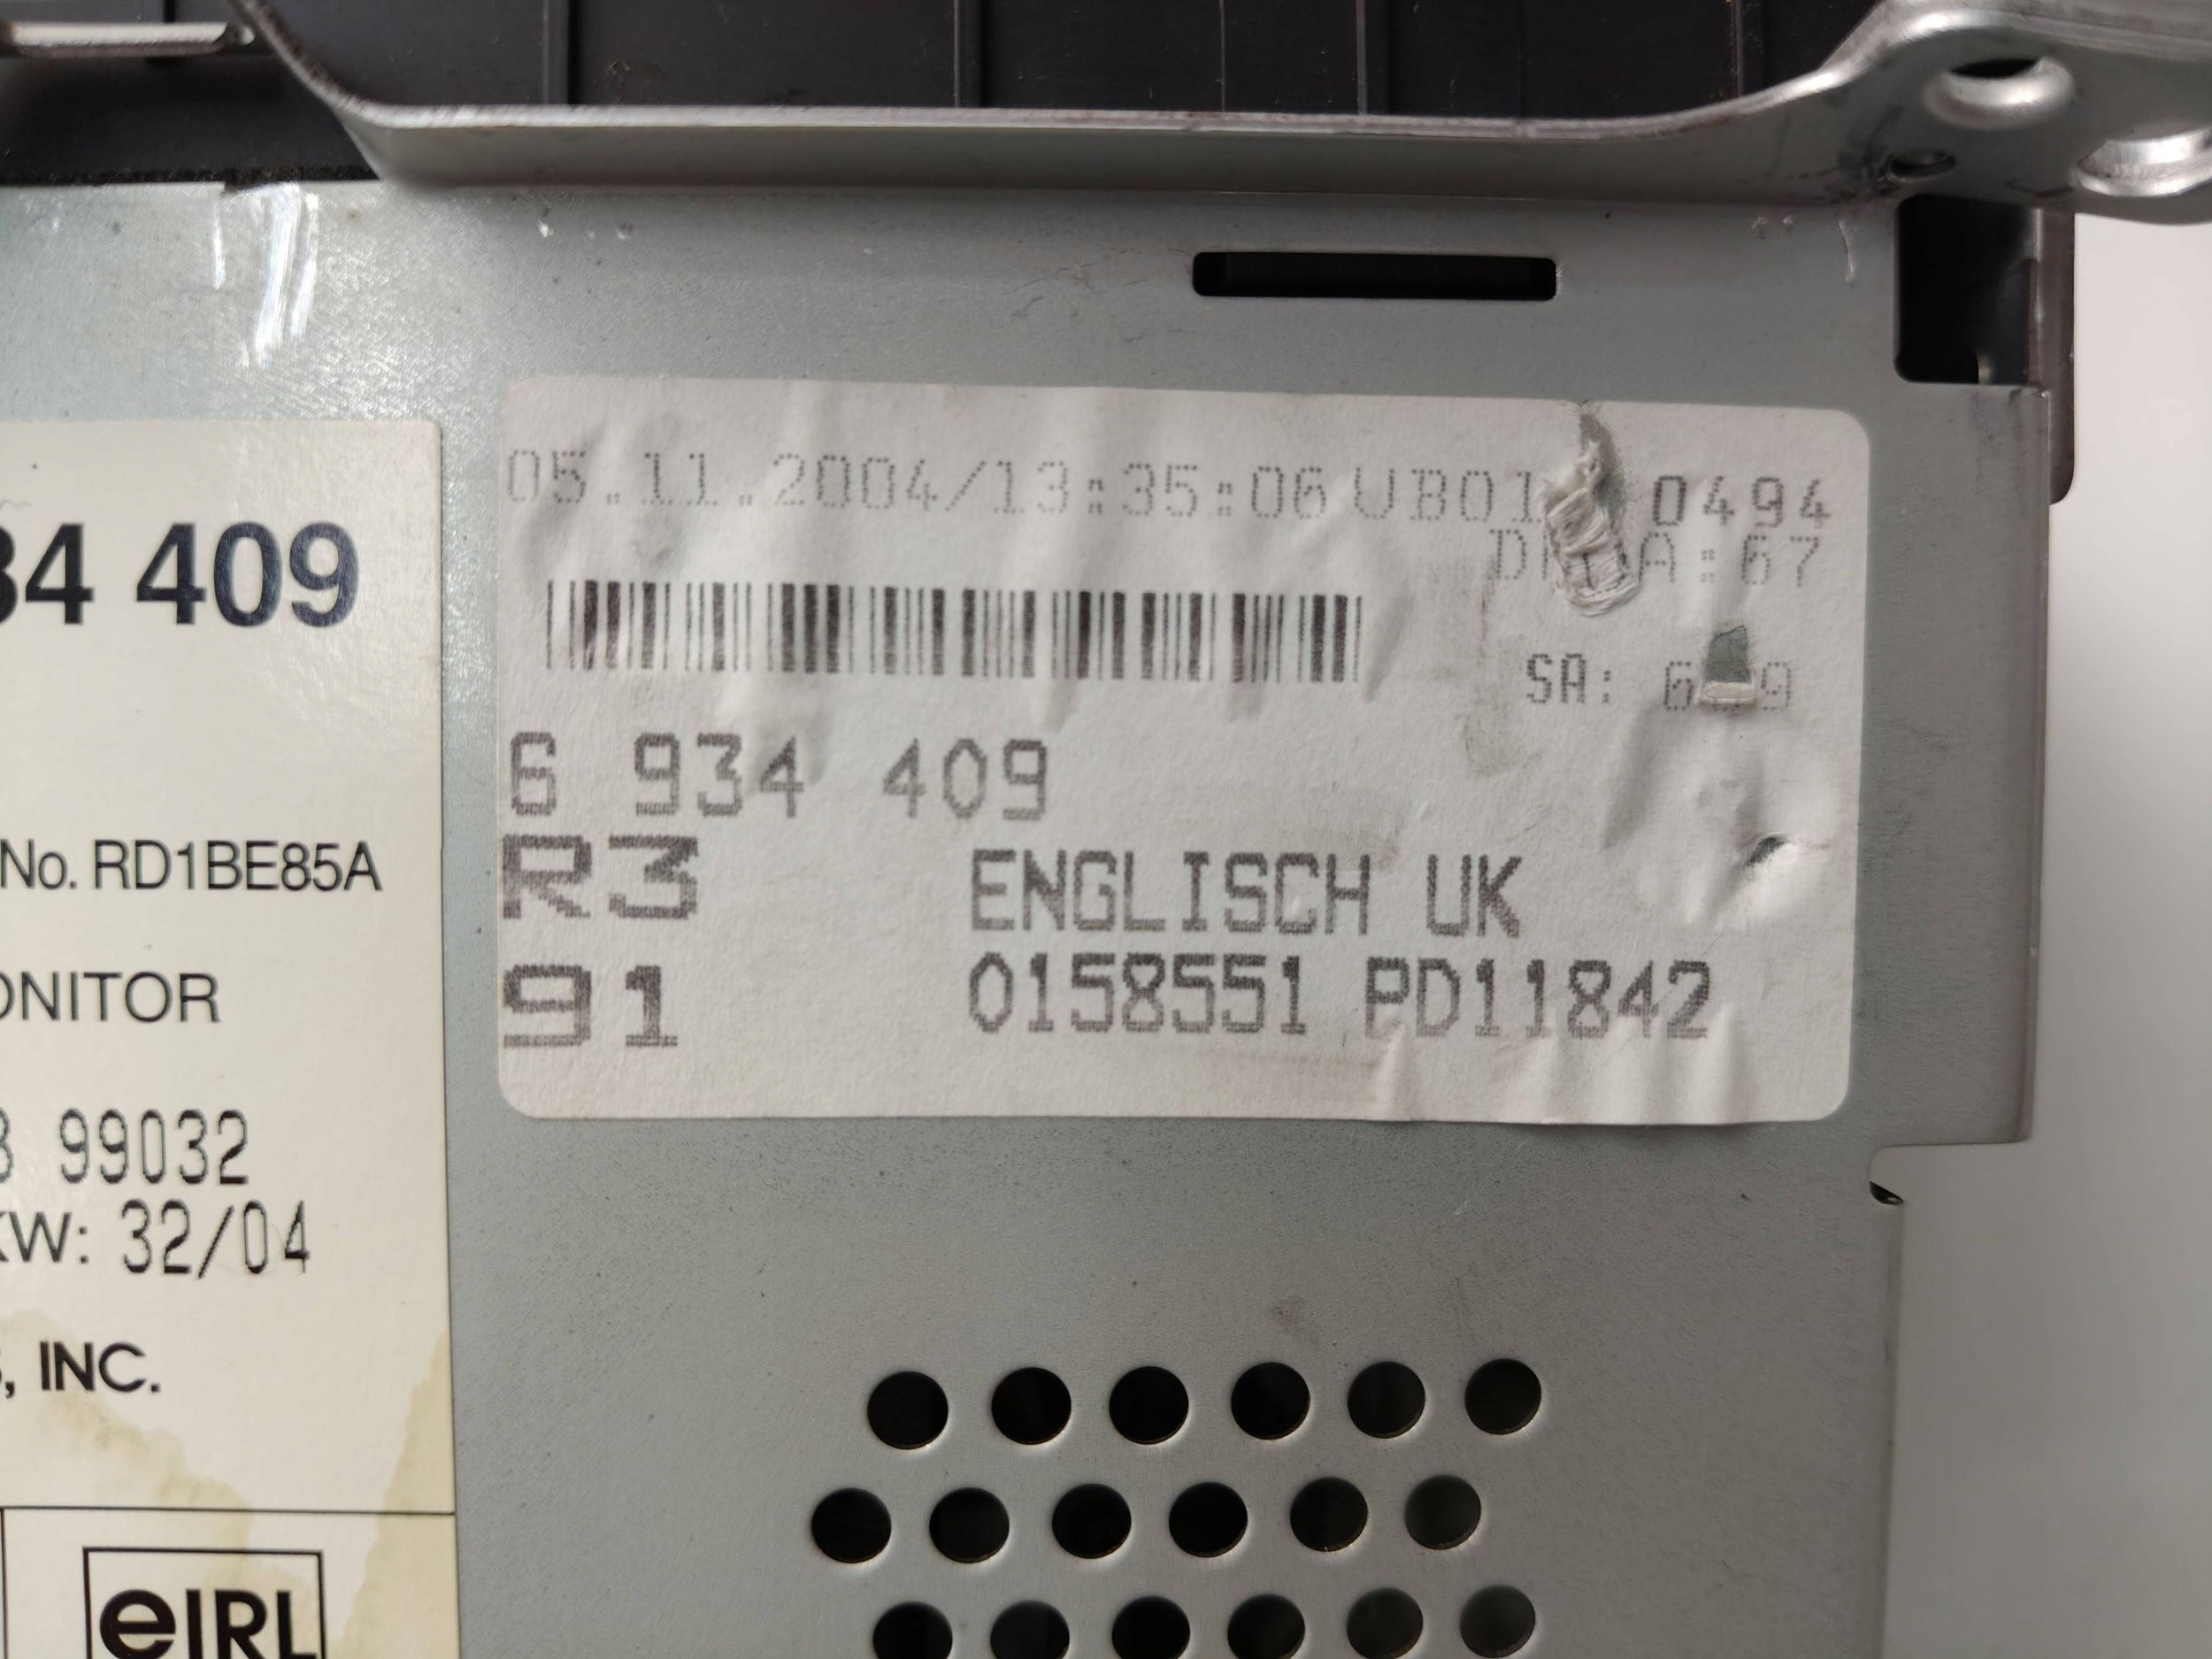 05.11.2004/13:35:06 VB01 0494
:67
SA:
6 934 409
R3 ENGLISCH UK
91 0158551 PD11842
34 409
No. RD1BE85A
ONITOR
99032
KW: 32/04
, INC.
eIRL